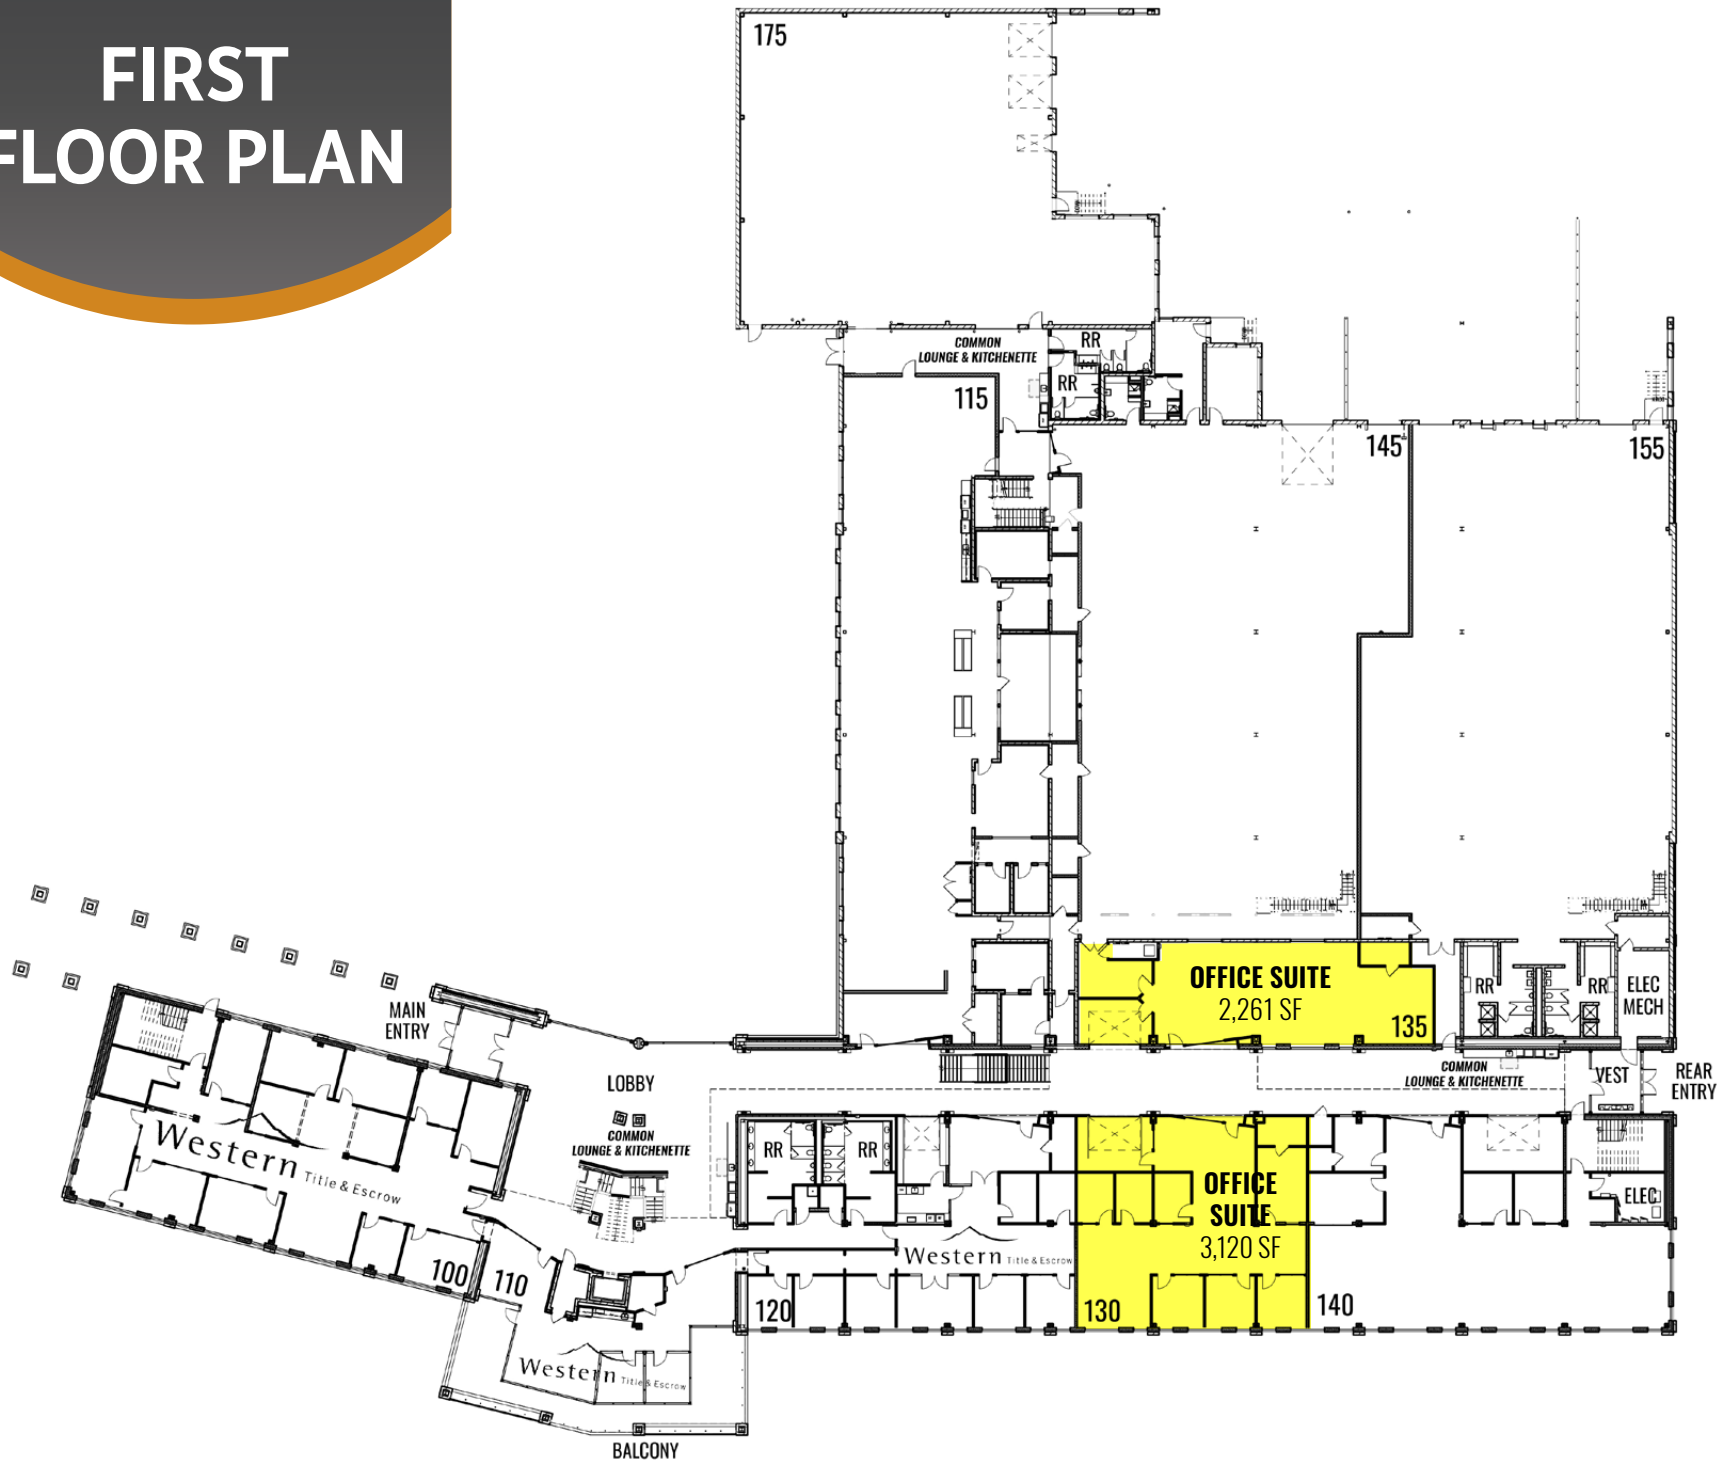 FIRST
FLOOR PLAN
175
COMMON
LOUNGE & KITCHENETTE
RR
RR
115
145
155
OFFICE SUITE
2,261 SF
135
RR
RR
ELEC
MECH
MAIN
ENTRY
LOBBY
COMMON
LOUNGE & KITCHENETTE
COMMON
LOUNGE & KITCHENETTE
VEST
REAR
ENTRY
RR
RR
Western Title & Escrow
OFFICE
SUITE
3,120 SF
ELEC
Western Title & Escrow
100
110
120
130
140
Western Title & Escrow
BALCONY